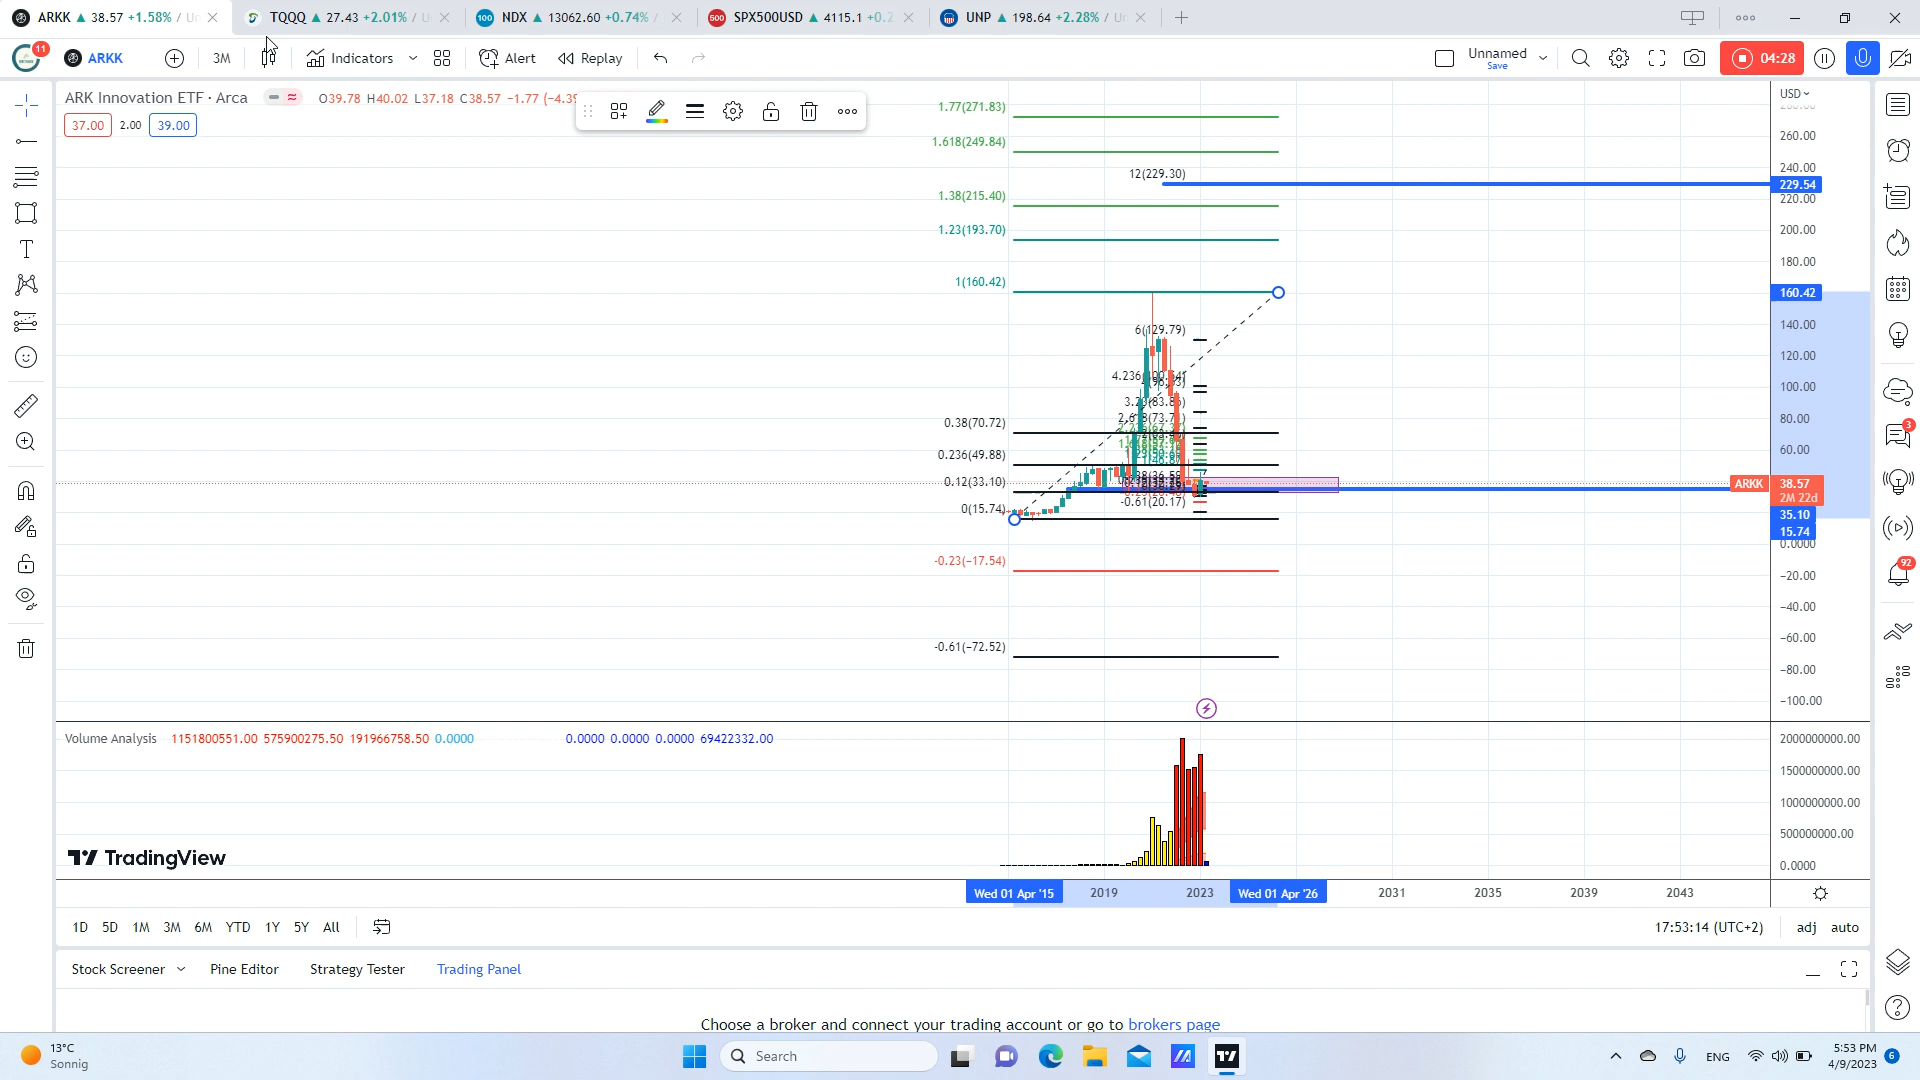 ARKK ▲ 38.57 +1.58% / Un
TQQQ ▲ 27.43 +2.01% / U
NDX ▲ 13062.60 +0.74% /
SPX500USD ▲ 4115.1 +0.2
UNP ▲ 198.64 +2.28% / Un
11
ARKK
3M
Indicators
Alert
Replay
Unnamed
Save
04:28
ARK Innovation ETF · Arca
O39.78 H40.02 L37.18 C38.57 −1.77 (−4.39
37.00 2.00 39.00
USD
1.77(271.83)
1.618(249.84)
12(229.30)
1.38(215.40)
1.23(193.70)
1(160.42)
6(129.79)
0.38(70.72)
0.236(49.88)
0.12(33.10)
0(15.74)
-0.61(20.17)
-0.23(−17.54)
-0.61(−72.52)
260.00
240.00
229.54
220.00
200.00
180.00
160.42
140.00
120.00
100.00
80.00
60.00
ARKK 38.57
2M 22d
35.10
15.74
0.0000
−20.00
−40.00
−60.00
−80.00
−100.00
3
92
Volume Analysis 1151800551.00 575900275.50 191966758.50 0.0000 0.0000 0.0000 0.0000 69422332.00
2000000000.00
1500000000.00
1000000000.00
500000000.00
0.0000
TradingView
Wed 01 Apr '15 2019 2023 Wed 01 Apr '26 2031 2035 2039 2043
1D 5D 1M 3M 6M YTD 1Y 5Y All
17:53:14 (UTC+2) adj auto
Stock Screener Pine Editor Strategy Tester Trading Panel
Choose a broker and connect your trading account or go to brokers page
13°C
Sonnig
Search
ENG
5:53 PM
4/9/2023
6